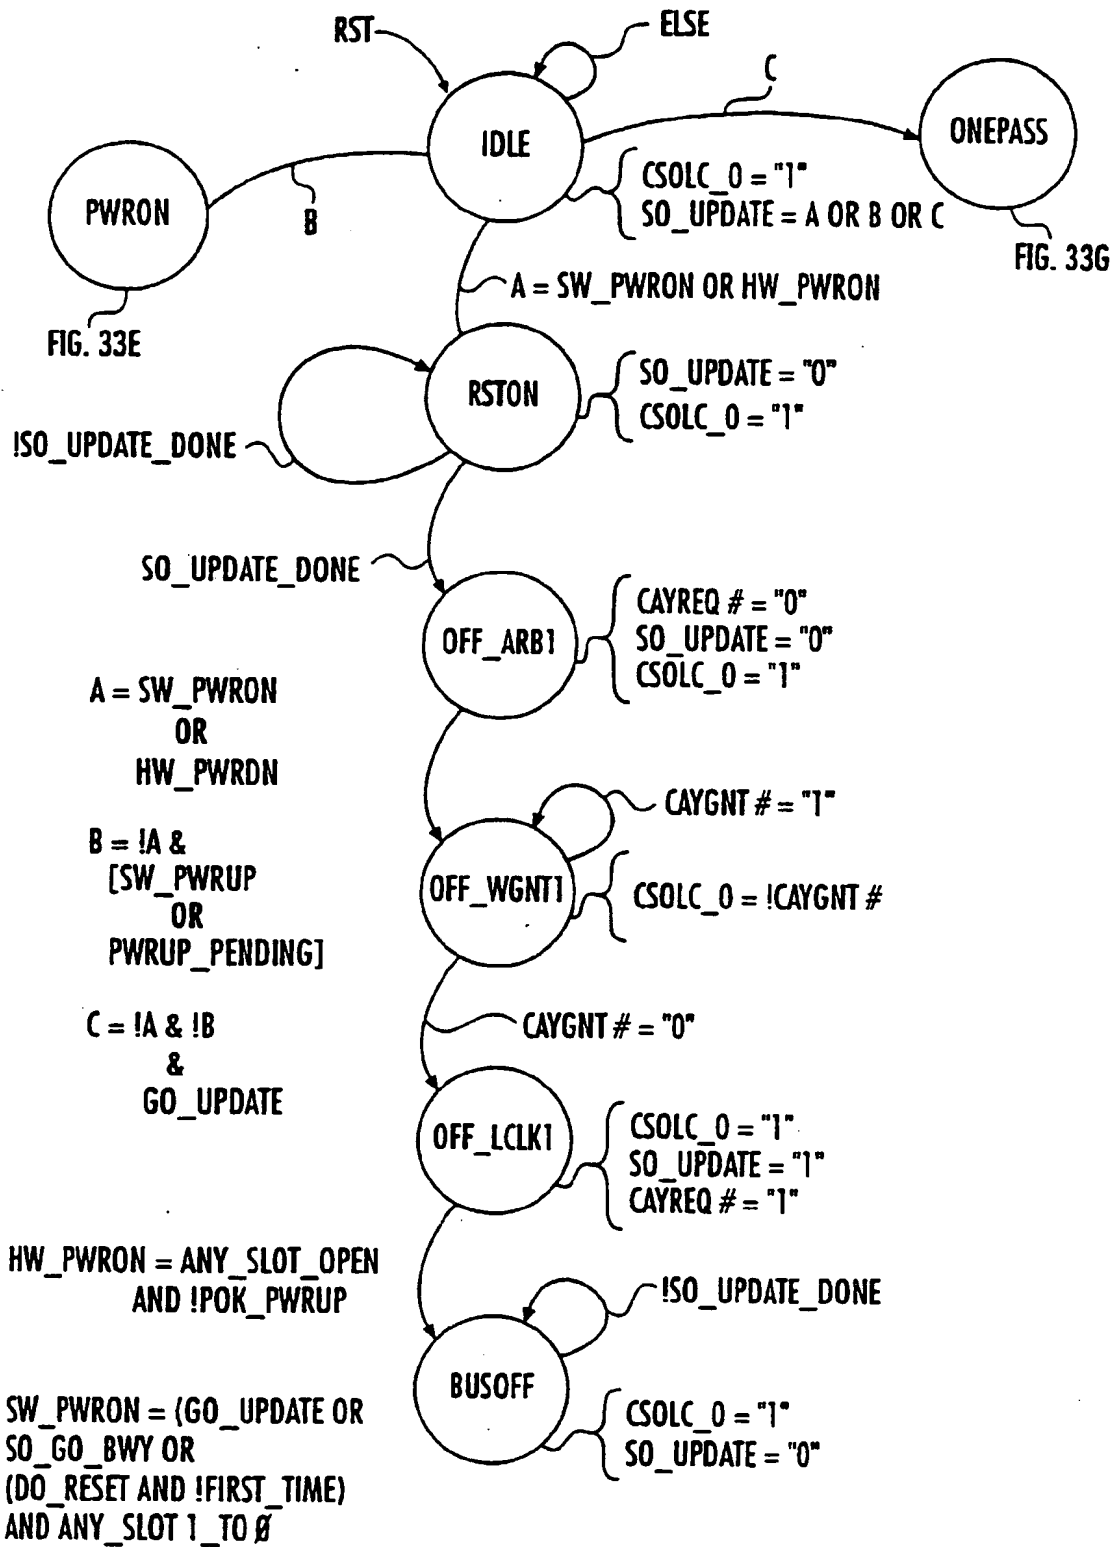 RST
ELSE
C
IDLE
ONEPASS
PWRON
B
CSOLC_0 = "1"
SO_UPDATE = A OR B OR C
FIG. 33G
A = SW_PWRON OR HW_PWRON
FIG. 33E
RSTON
SO_UPDATE = "0"
CSOLC_0 = "1"
!SO_UPDATE_DONE
SO_UPDATE_DONE
OFF_ARB1
CAYREQ # = "0"
SO_UPDATE = "0"
CSOLC_0 = "1"
A = SW_PWRON
OR
HW_PWRDN
CAYGNT # = "1"
B = !A &
[SW_PWRUP
OR
PWRUP_PENDING]
OFF_WGNT1
CSOLC_0 = !CAYGNT #
C = !A & !B
&
GO_UPDATE
CAYGNT # = "0"
OFF_LCLK1
CSOLC_0 = "1"
SO_UPDATE = "1"
CAYREQ # = "1"
HW_PWRON = ANY_SLOT_OPEN
AND !POK_PWRUP
!SO_UPDATE_DONE
BUSOFF
CSOLC_0 = "1"
SO_UPDATE = "0"
SW_PWRON = (GO_UPDATE OR
SO_GO_BWY OR
(DO_RESET AND !FIRST_TIME)
AND ANY_SLOT 1_TO Ø